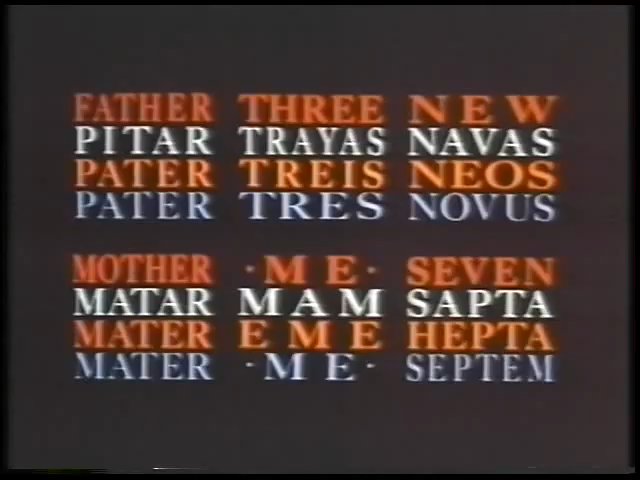 FATHER THREE NEW
PITAR TRAYAS NAVAS
PATER TREIS NEOS
PATER TRES NOVUS
MOTHER ·ME· SEVEN
MATAR MAM SAPTA
MATER EME HEPTA
MATER ·ME· SEPTEM